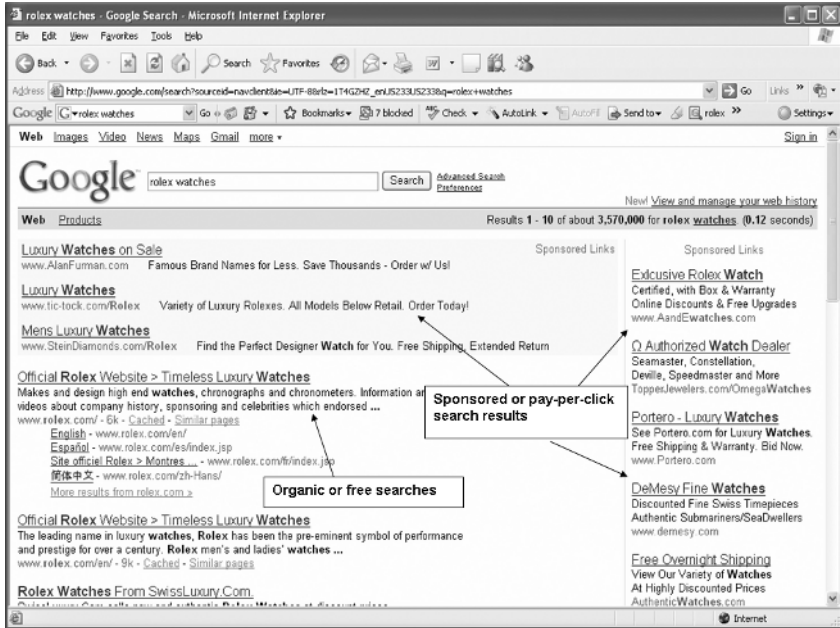 rolex watches - Google Search - Microsoft Internet Explorer
File Edit View Favorites Tools Help
Back Search Favorites
Address http://www.google.com/search?sourceid=navclient&ie=UTF-8&rlz=1T4GZHZ_enUS233US233&q=rolex+watches Go Links »
Google G rolex watches Go Bookmarks 7 blocked Check AutoLink AutoFill Send to rolex » Settings
Web Images Video News Maps Gmail more Sign in
Google rolex watches Search Advanced Search
Preferences
New! View and manage your web history
Web Products Results 1 - 10 of about 3,570,000 for rolex watches. (0.12 seconds)
Luxury Watches on Sale Sponsored Links
www.AlanFurman.com Famous Brand Names for Less. Save Thousands - Order w/ Us!
Luxury Watches
www.tic-tock.com/Rolex Variety of Luxury Rolexes. All Models Below Retail. Order Today!
Mens Luxury Watches
www.SteinDiamonds.com/Rolex Find the Perfect Designer Watch for You. Free Shipping, Extended Return
Official Rolex Website > Timeless Luxury Watches
Makes and design high end watches, chronographs and chronometers. Information an
videos about company history, sponsoring and celebrities which endorsed ...
www.rolex.com/ - 6k - Cached - Similar pages
English - www.rolex.com/en/
Español - www.rolex.com/es/index.jsp
Site officiel Rolex > Montres ... - www.rolex.com/fr/index.jsp
简体中文 - www.rolex.com/zh-Hans/
More results from rolex.com »
Official Rolex Website > Timeless Luxury Watches
The leading name in luxury watches, Rolex has been the pre-eminent symbol of performance
and prestige for over a century. Rolex men's and ladies' watches ...
www.rolex.com/en/ - 9k - Cached - Similar pages
Rolex Watches From SwissLuxury.Com.
Sponsored Links
Exlcusive Rolex Watch
Certified, with Box & Warranty
Online Discounts & Free Upgrades
www.AandEwatches.com
Ω Authorized Watch Dealer
Seamaster, Constellation,
Deville, Speedmaster and More
TopperJewelers.com/OmegaWatches
Portero - Luxury Watches
See Portero.com for Luxury Watches.
Free Shipping & Warranty. Bid Now.
www.Portero.com
DeMesy Fine Watches
Discounted Fine Swiss Timepieces
Authentic Submariners/SeaDwellers
www.demesy.com
Free Overnight Shipping
View Our Variety of Watches
At Highly Discounted Prices
AuthenticWatches.com
Sponsored or pay-per-click
search results
Organic or free searches
Internet